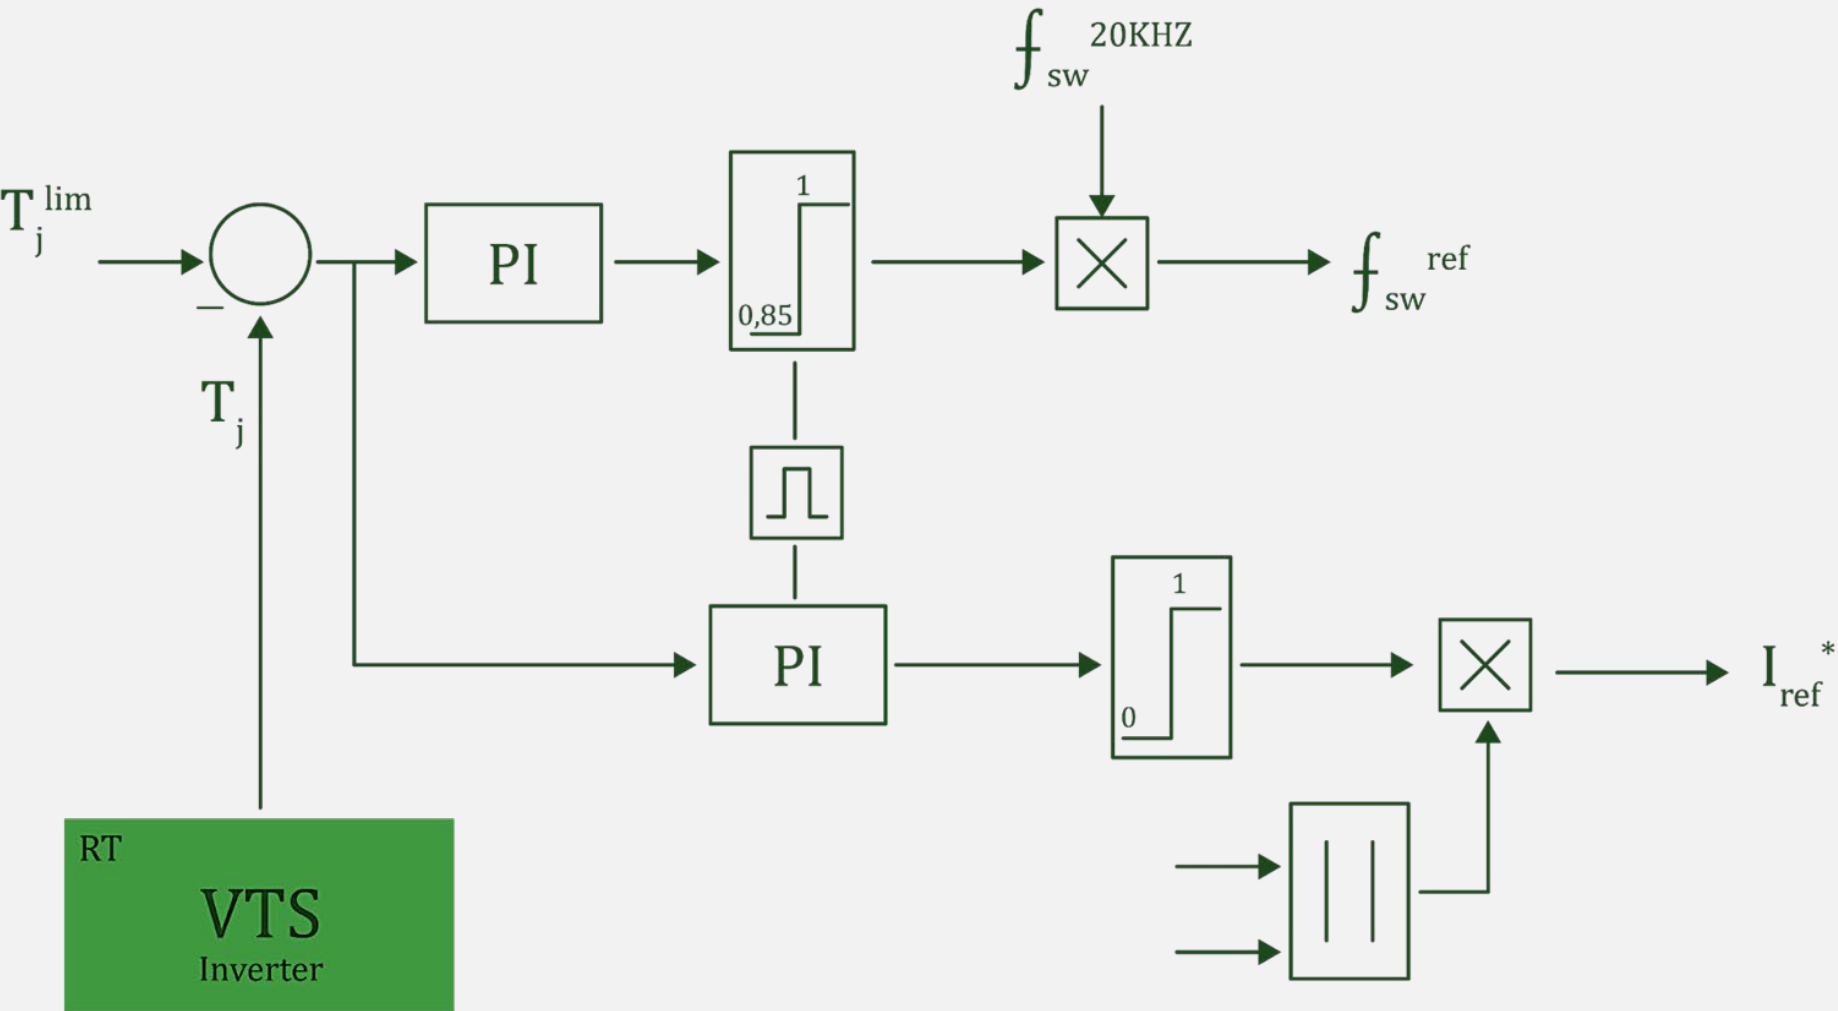 f sw 20KHZ
T j lim
PI
1
0,85
f sw ref
T j
PI
1
0
I ref *
RT
VTS
Inverter